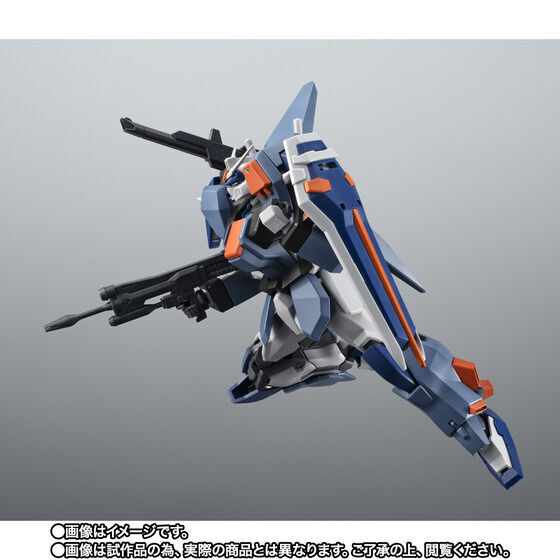 ※画像はイメージです。
※画像は試作品の為、実際の商品とは異なります。ご了承の上、閲覧ください。